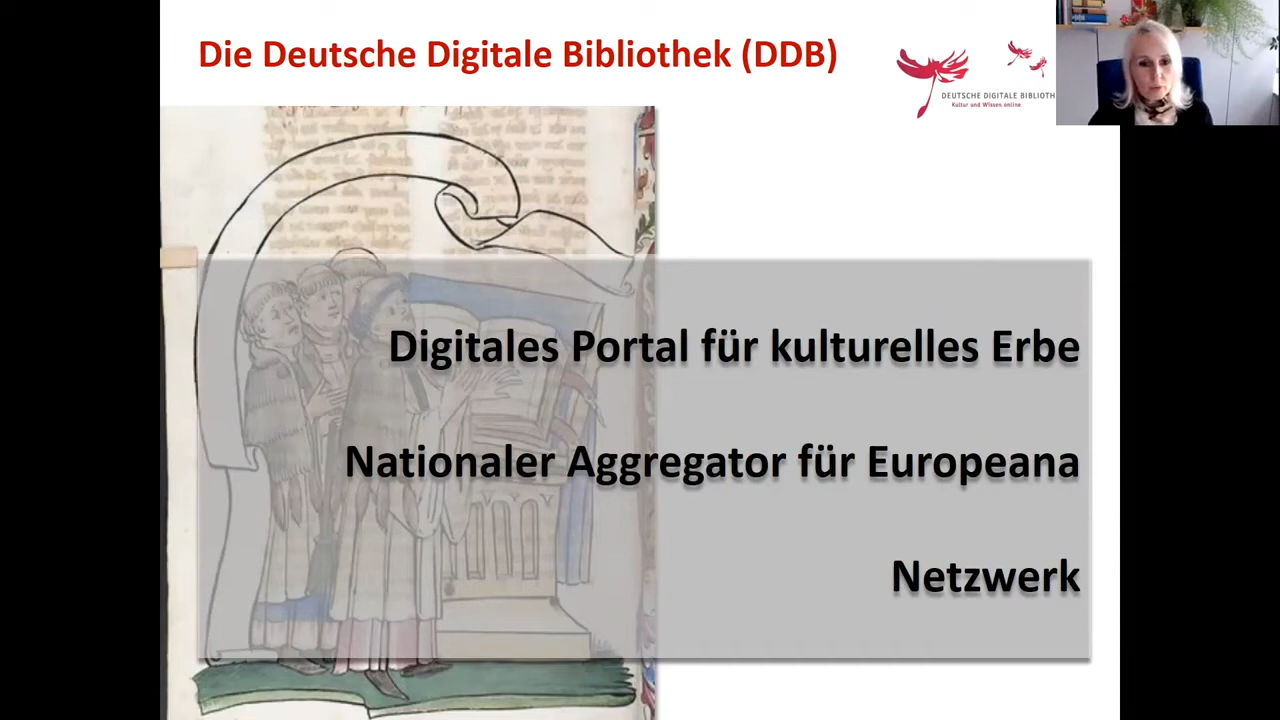 Die Deutsche Digitale Bibliothek (DDB)
DEUTSCHE DIGITALE BIBLIOTH
Kultur und Wissen online
Digitales Portal für kulturelles Erbe
Nationaler Aggregator für Europeana
Netzwerk